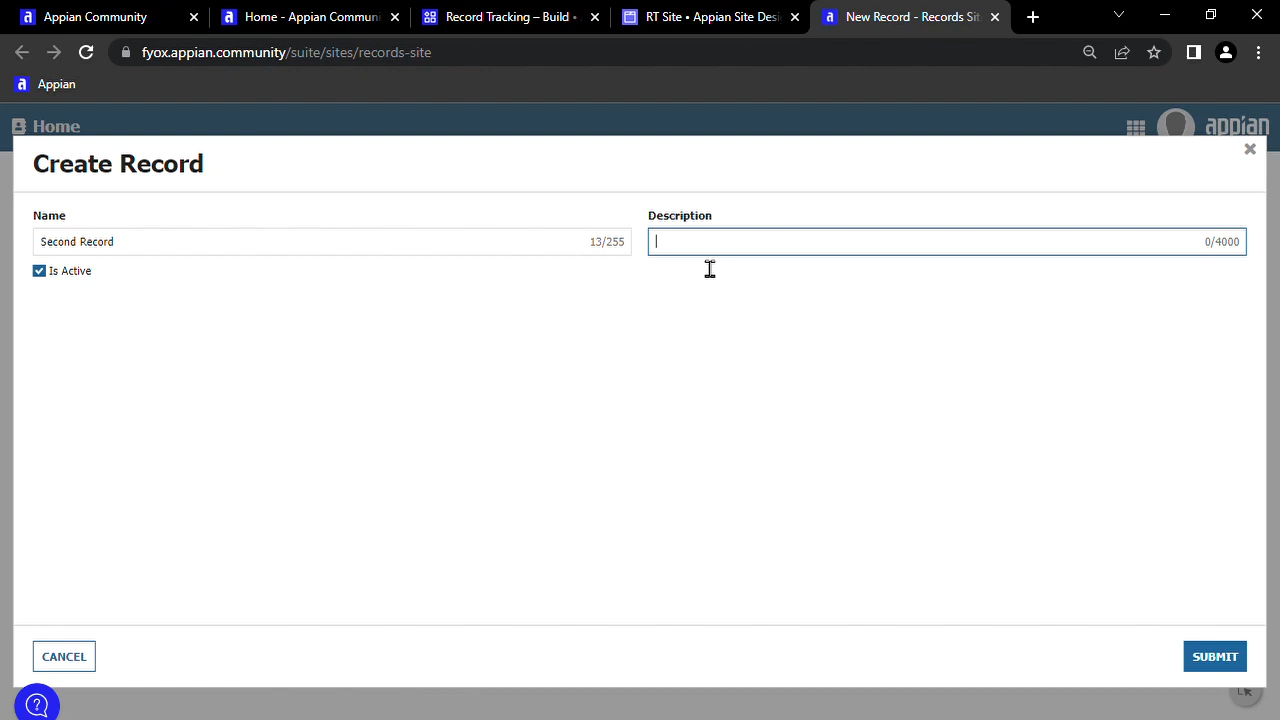 Appian Community
Home - Appian Communi
Record Tracking – Build •
RT Site • Appian Site Desi
New Record - Records Sit
fyox.appian.community/suite/sites/records-site
Appian
Home
appian
Create Record
Name
Description
Second Record
13/255
0/4000
Is Active
CANCEL
SUBMIT